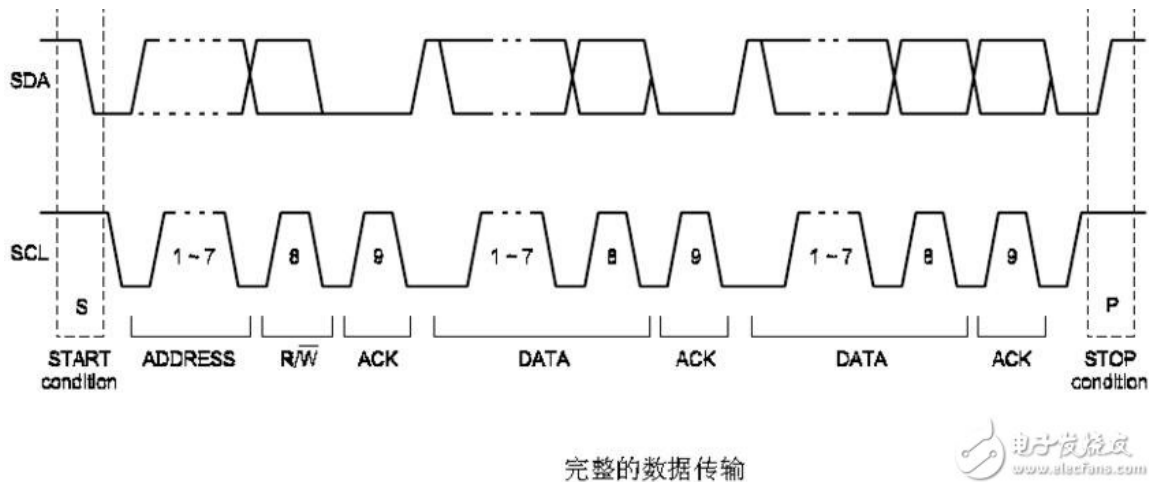 SDA
SCL
1~7 8 9 1~7 8 9 1~7 8 9
S P
START condition ADDRESS R/W̅ ACK DATA ACK DATA ACK STOP condition
完整的数据传输
电子发烧友
www.elecfans.com